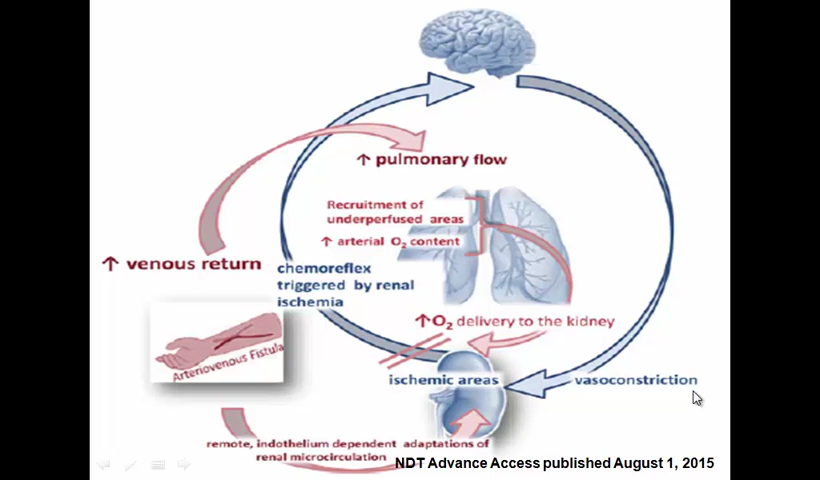 ↑ pulmonary flow
Recruitment of
underperfused areas
↑ arterial O₂ content
↑ venous return
chemoreflex
triggered by renal
ischemia
Arteriovenous Fistula
↑O₂ delivery to the kidney
ischemic areas
vasoconstriction
remote, indothelium dependent adaptations of
renal microcirculation
NDT Advance Access published August 1, 2015